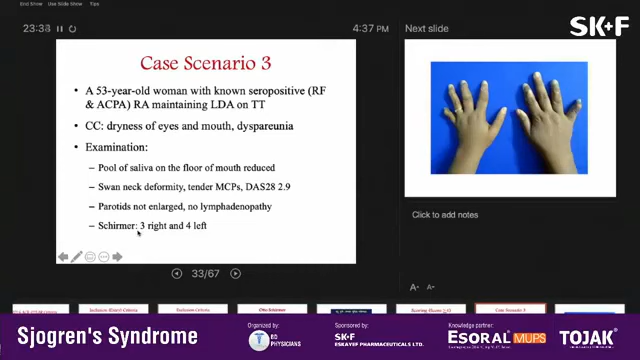 End Show
Use Slide Show
Tips
23:38
4:37 PM
Next slide
SK+F
Case Scenario 3
• A 53-year-old woman with known seropositive (RF
& ACPA) RA maintaining LDA on TT
• CC: dryness of eyes and mouth, dyspareunia
• Examination:
– Pool of saliva on the floor of mouth reduced
– Swan neck deformity, tender MCPs, DAS28 2.9
– Parotids not enlarged, no lymphadenopathy
– Schirmer: 3 right and 4 left
Click to add notes
33/67
Case Scenario 3
Sjogren's Syndrome
Organized by:
PHYSICIANS
Sponsored by:
SK+F
ESKAYEF PHARMACEUTICALS LTD.
Knowledge partner:
ESORAL MUPS
TOJAK